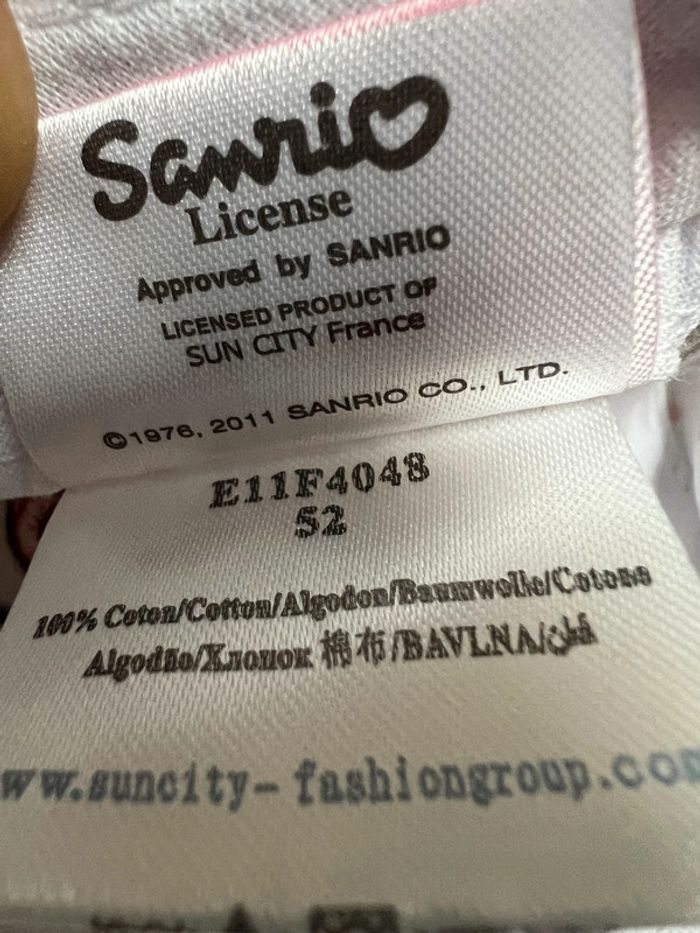 Sanrio
License
Approved by SANRIO
LICENSED PRODUCT OF
SUN CITY France
©1976, 2011 SANRIO CO., LTD.
E11F4048
S2
100% Coton/Cotton/Algodon/Baumwolle/Cotone
Algodão/Хлопок 棉布/BAVLNA/قطن
www.suncity-fashiongroup.com